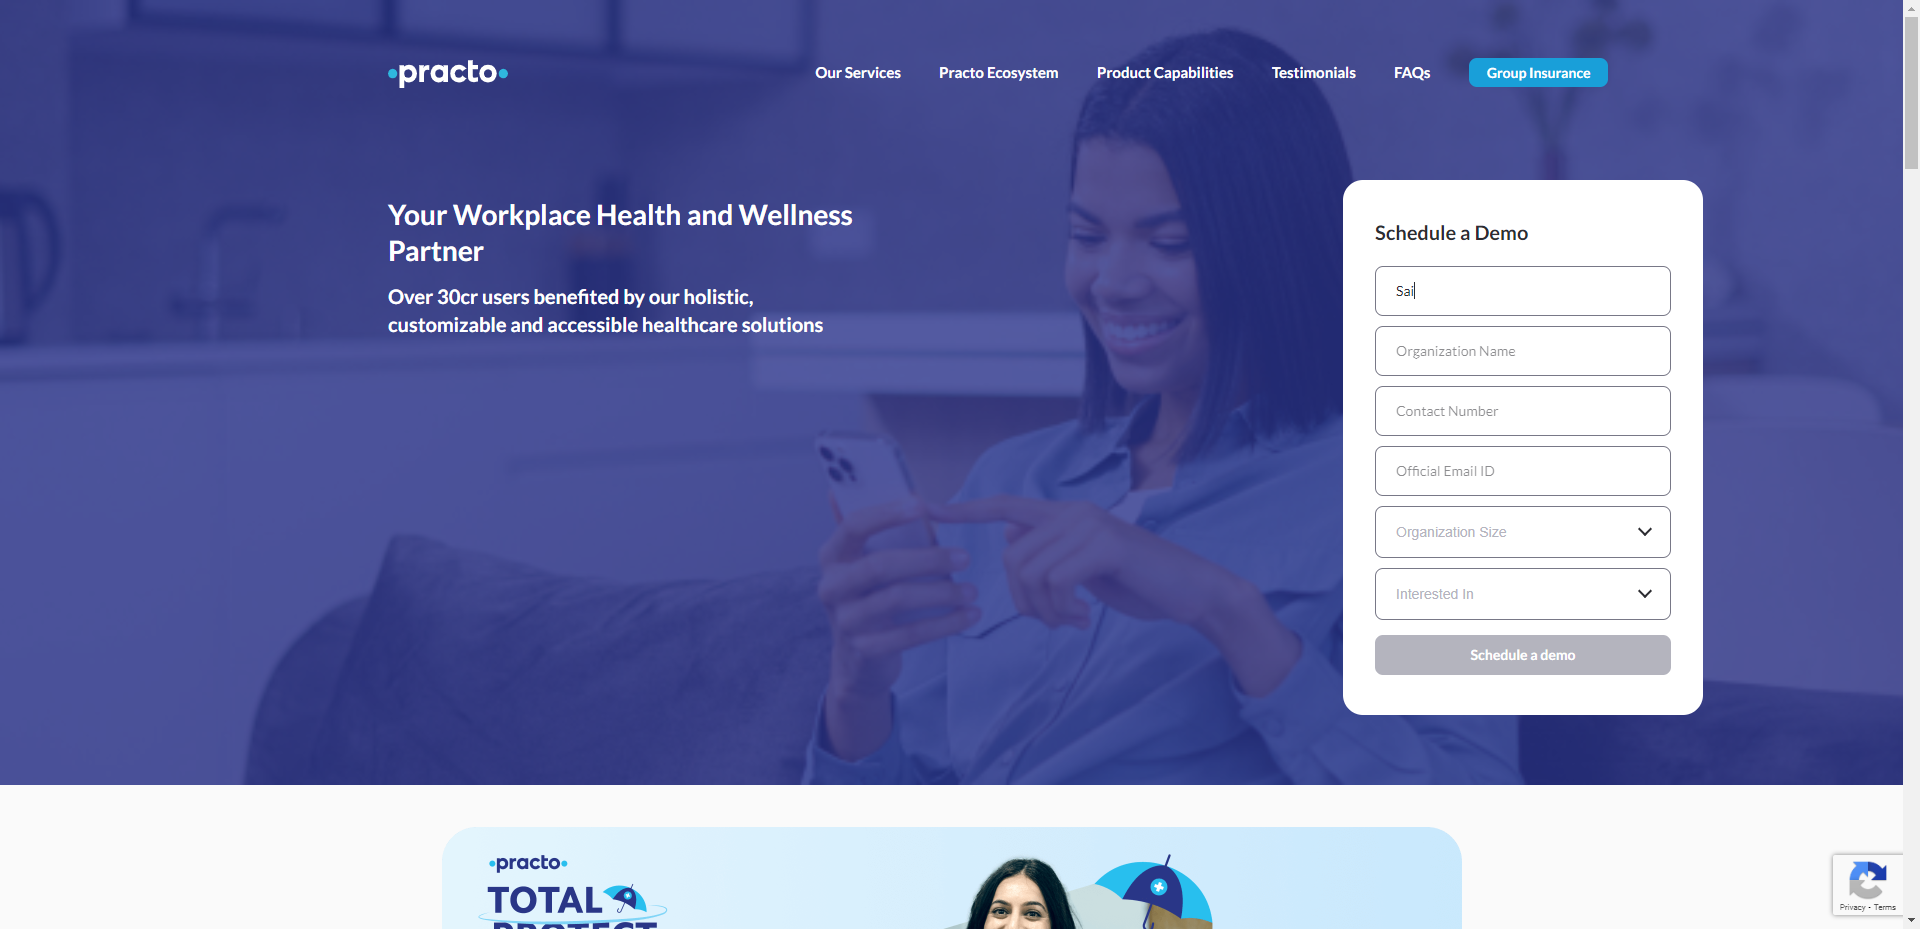 practo
Our Services
Practo Ecosystem
Product Capabilities
Testimonials
FAQs
Group Insurance
Your Workplace Health and Wellness
Partner
Over 30cr users benefited by our holistic,
customizable and accessible healthcare solutions
Schedule a Demo
Sai
Organization Name
Contact Number
Official Email ID
Organization Size
Interested In
Schedule a demo
practo
TOTAL
PROTECT
Privacy - Terms